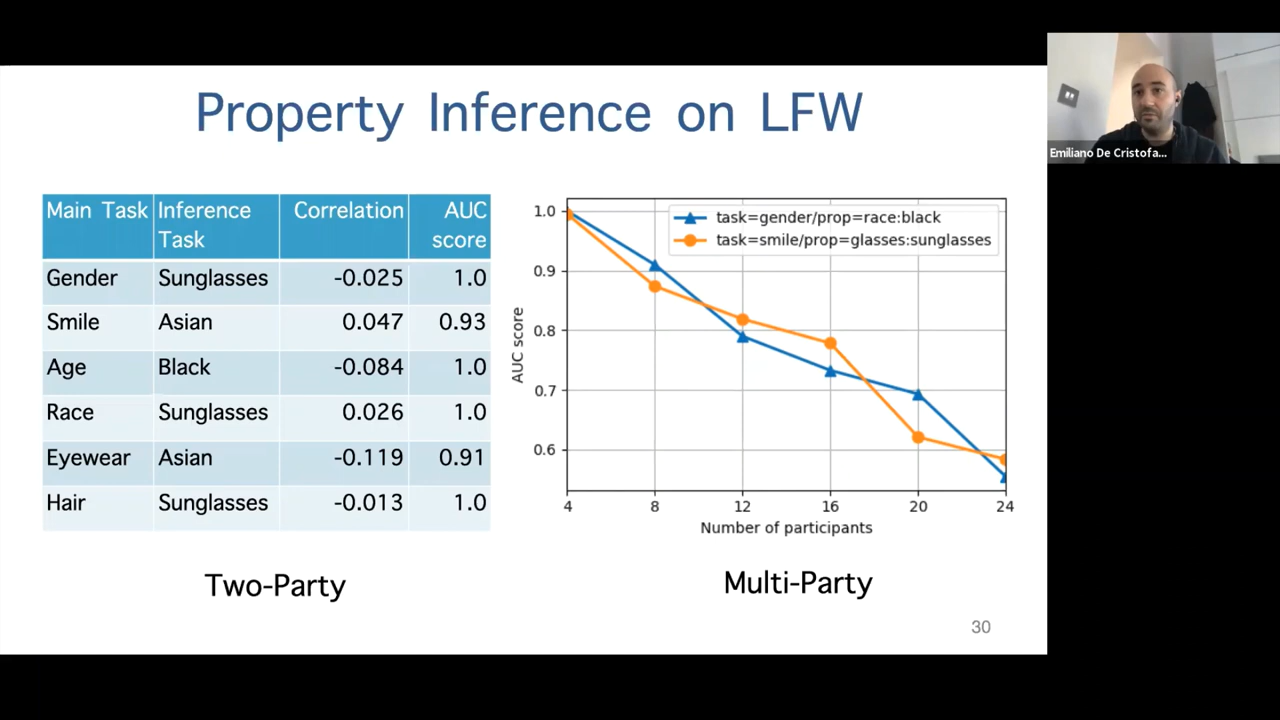 Property Inference on LFW
Emiliano De Cristofa...
Main Task Inference Task Correlation AUC score
Gender Sunglasses -0.025 1.0
Smile Asian 0.047 0.93
Age Black -0.084 1.0
Race Sunglasses 0.026 1.0
Eyewear Asian -0.119 0.91
Hair Sunglasses -0.013 1.0
Two-Party
task=gender/prop=race:black
task=smile/prop=glasses:sunglasses
AUC score
1.0
0.9
0.8
0.7
0.6
4 8 12 16 20 24
Number of participants
Multi-Party
30